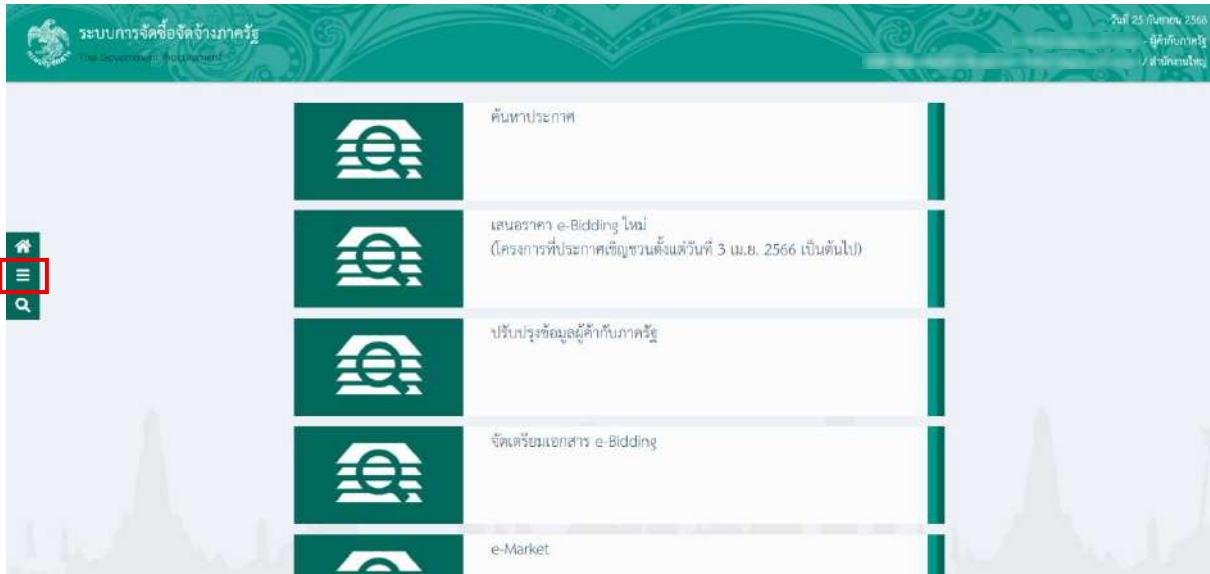 ระบบการจัดซื้อจัดจ้างภาครัฐ
วันที่ 25 กันยายน 2568
The Government Procurement
- ผู้ค้ากับภาครัฐ
/ สำนักงานใหญ่
ค้นหาประกาศ
เสนอราคา e-Bidding ใหม่
(โครงการที่ประกาศเชิญชวนตั้งแต่วันที่ 3 เม.ย. 2566 เป็นต้นไป)
ปรับปรุงข้อมูลผู้ค้ากับภาครัฐ
จัดเตรียมเอกสาร e-Bidding
e-Market